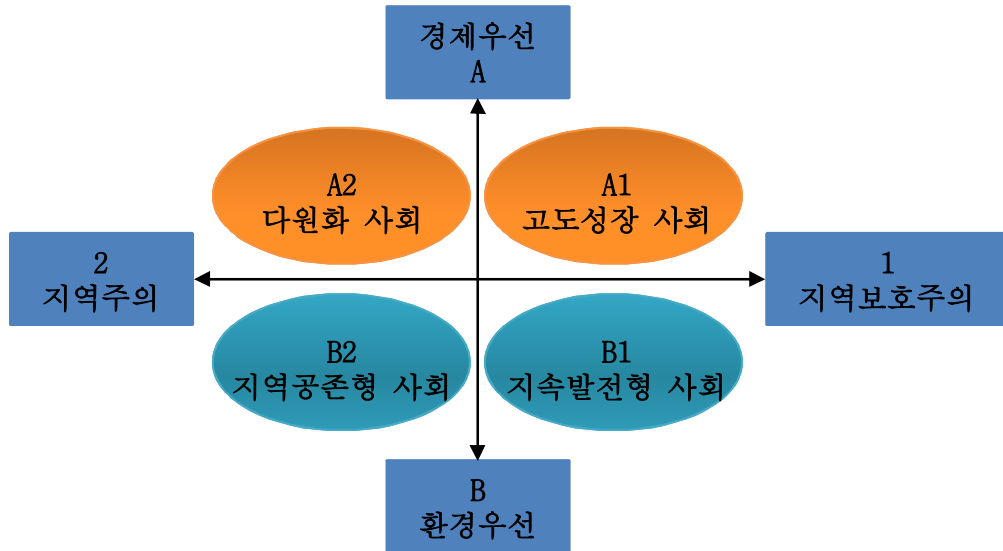 경제우선
A
A2
다원화 사회
A1
고도성장 사회
2
지역주의
1
지역보호주의
B2
지역공존형 사회
B1
지속발전형 사회
B
환경우선